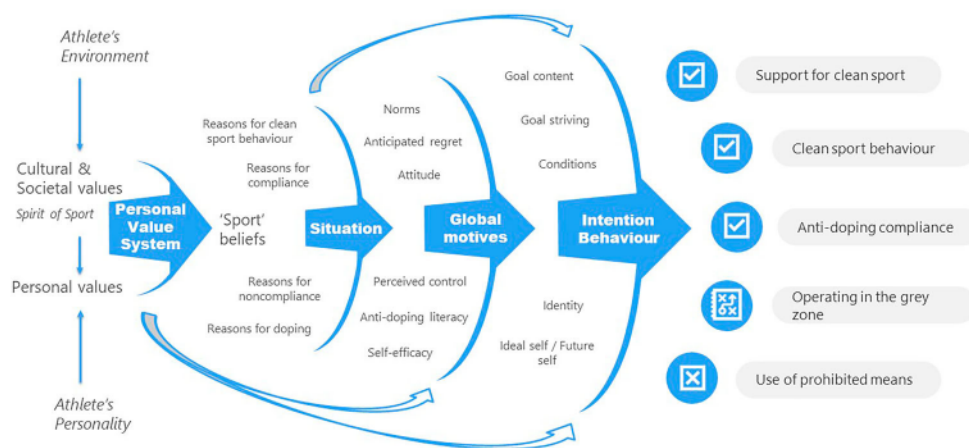 Athlete's
Environment
Cultural &
Societal values
Spirit of Sport
Personal values
Athlete's
Personality
Personal
Value
System
Reasons for clean
sport behaviour
Reasons for
compliance
'Sport'
beliefs
Reasons for
noncompliance
Reasons for doping
Situation
Norms
Anticipated regret
Attitude
Perceived control
Anti-doping literacy
Self-efficacy
Global
motives
Goal content
Goal striving
Conditions
Identity
Ideal self / Future
self
Intention
Behaviour
Support for clean sport
Clean sport behaviour
Anti-doping compliance
Operating in the grey
zone
Use of prohibited means